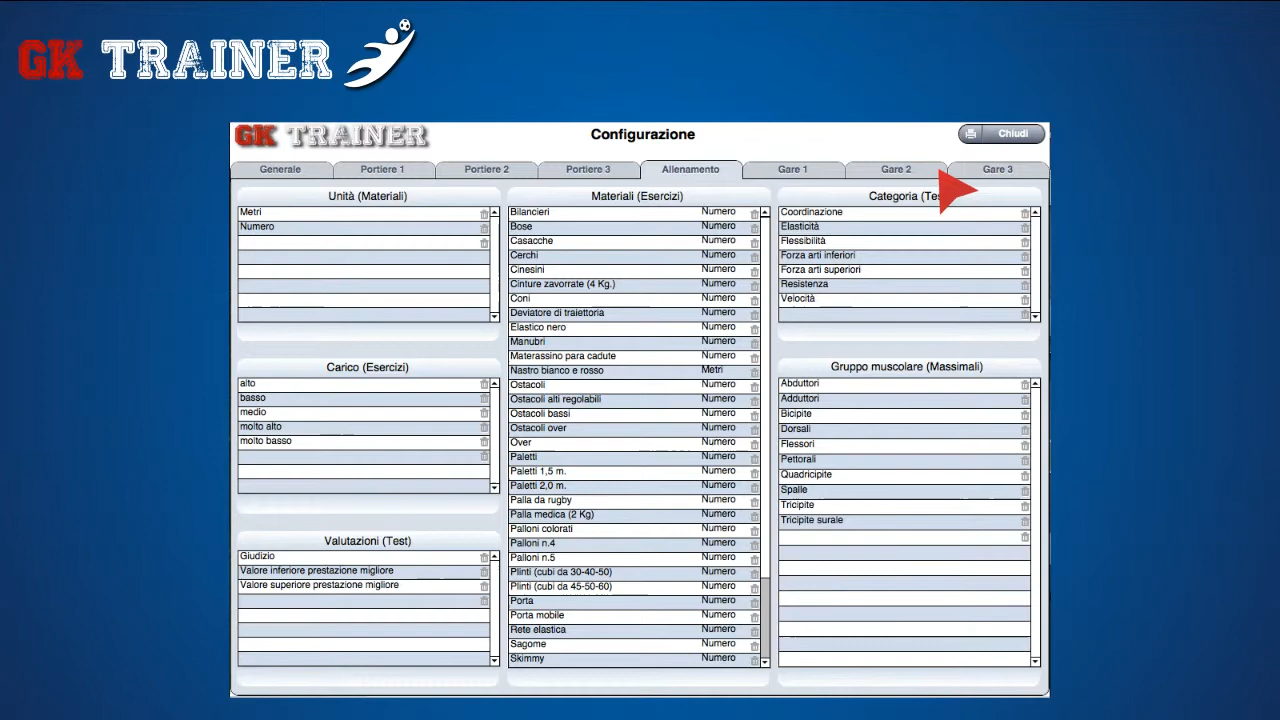 GK TRAINER
GK TRAINER
Configurazione
Chiudi
Generale
Portiere 1
Portiere 2
Portiere 3
Allenamento
Gare 1
Gare 2
Gare 3
Unità (Materiali)
Metri
Numero
Carico (Esercizi)
alto
basso
medio
molto alto
molto basso
Valutazioni (Test)
Giudizio
Valore inferiore prestazione migliore
Valore superiore prestazione migliore
Materiali (Esercizi)
Bilancieri Numero
Bose Numero
Casacche Numero
Cerchi Numero
Cinesini Numero
Cinture zavorrate (4 Kg.) Numero
Coni Numero
Deviatore di traiettoria Numero
Elastico nero Numero
Manubri Numero
Materassino para cadute Numero
Nastro bianco e rosso Metri
Ostacoli Numero
Ostacoli alti regolabili Numero
Ostacoli bassi Numero
Ostacoli over Numero
Over Numero
Paletti Numero
Paletti 1,5 m. Numero
Paletti 2,0 m. Numero
Palla da rugby Numero
Palla medica (2 Kg) Numero
Palloni colorati Numero
Palloni n.4 Numero
Palloni n.5 Numero
Plinti (cubi da 30-40-50) Numero
Plinti (cubi da 45-50-60) Numero
Porta Numero
Porta mobile Numero
Rete elastica Numero
Sagome Numero
Skimmy Numero
Categoria (Te
Coordinazione
Elasticità
Flessibilità
Forza arti inferiori
Forza arti superiori
Resistenza
Velocità
Gruppo muscolare (Massimali)
Abduttori
Adduttori
Bicipite
Dorsali
Flessori
Pettorali
Quadricipite
Spalle
Tricipite
Tricipite surale